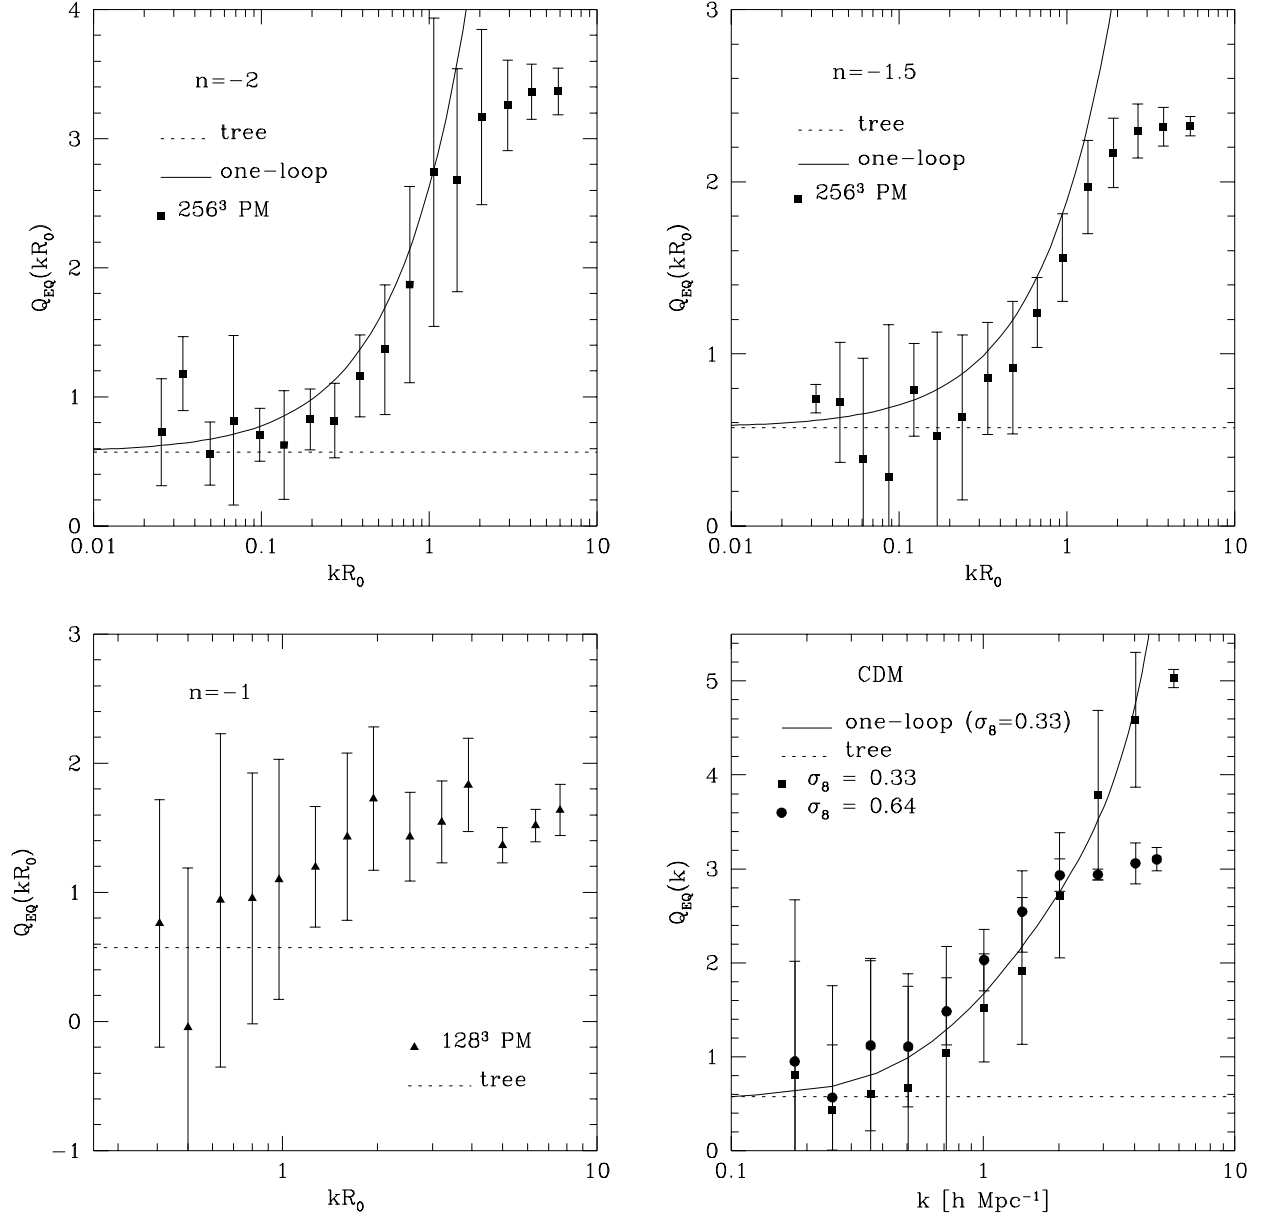 4
3
2
1
0
n=−2
tree
one-loop
256³ PM
Q_EQ(kR₀)
0.01 0.1 1 10
kR₀
3
2
1
0
n=−1.5
tree
one-loop
256³ PM
Q_EQ(kR₀)
0.01 0.1 1 10
kR₀
3
2
1
0
−1
n=−1
128³ PM
tree
Q_EQ(kR₀)
1 10
kR₀
5
4
3
2
1
0
CDM
one-loop (σ₈=0.33)
tree
σ₈ = 0.33
σ₈ = 0.64
Q_EQ(k)
0.1 1 10
k [h Mpc⁻¹]